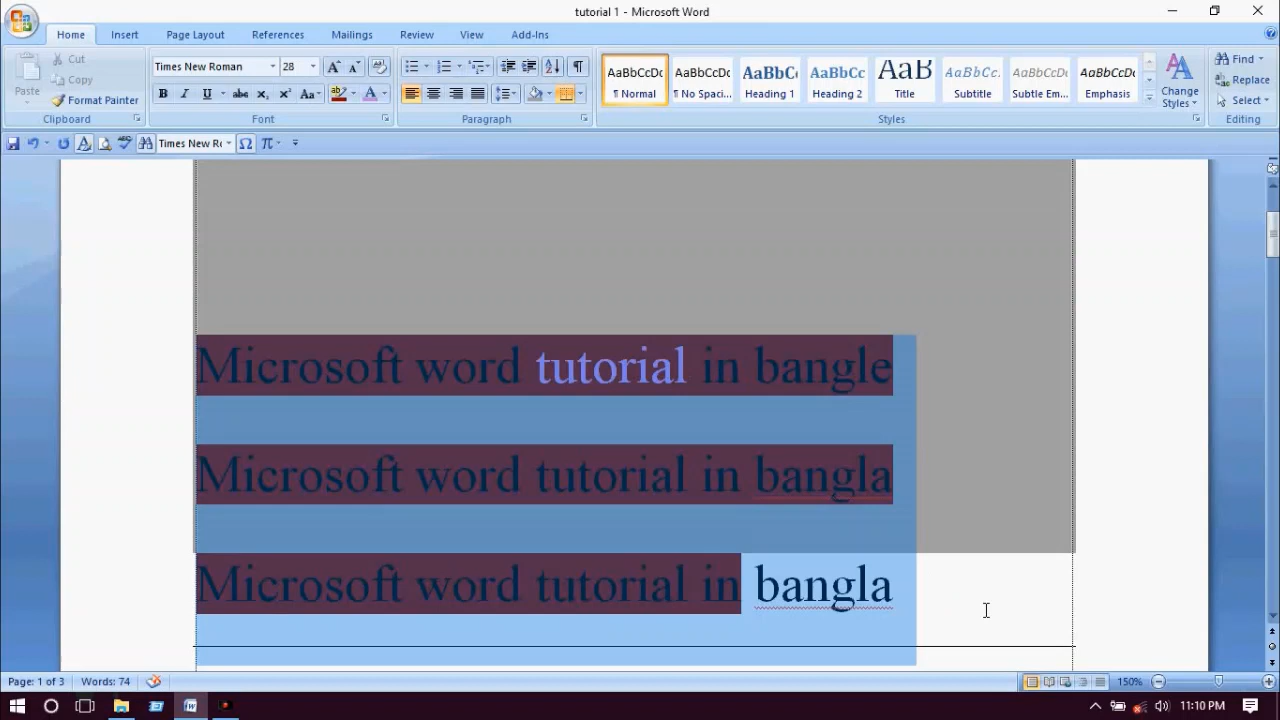 tutorial 1 - Microsoft Word
Home Insert Page Layout References Mailings Review View Add-Ins
Paste Cut Copy Format Painter
Times New Roman 28
AaBbCcDc AaBbCcDc AaBbC AaBbCc AaB AaBbCc. AaBbCcDc AaBbCcDc
¶ Normal ¶ No Spaci... Heading 1 Heading 2 Title Subtitle Subtle Em... Emphasis
Change Styles
Find Replace Select
Clipboard Font Paragraph Styles Editing
Times New Ro
Microsoft word tutorial in bangle
Microsoft word tutorial in bangla
Microsoft word tutorial in bangla
Page: 1 of 3 Words: 74 150%
11:10 PM